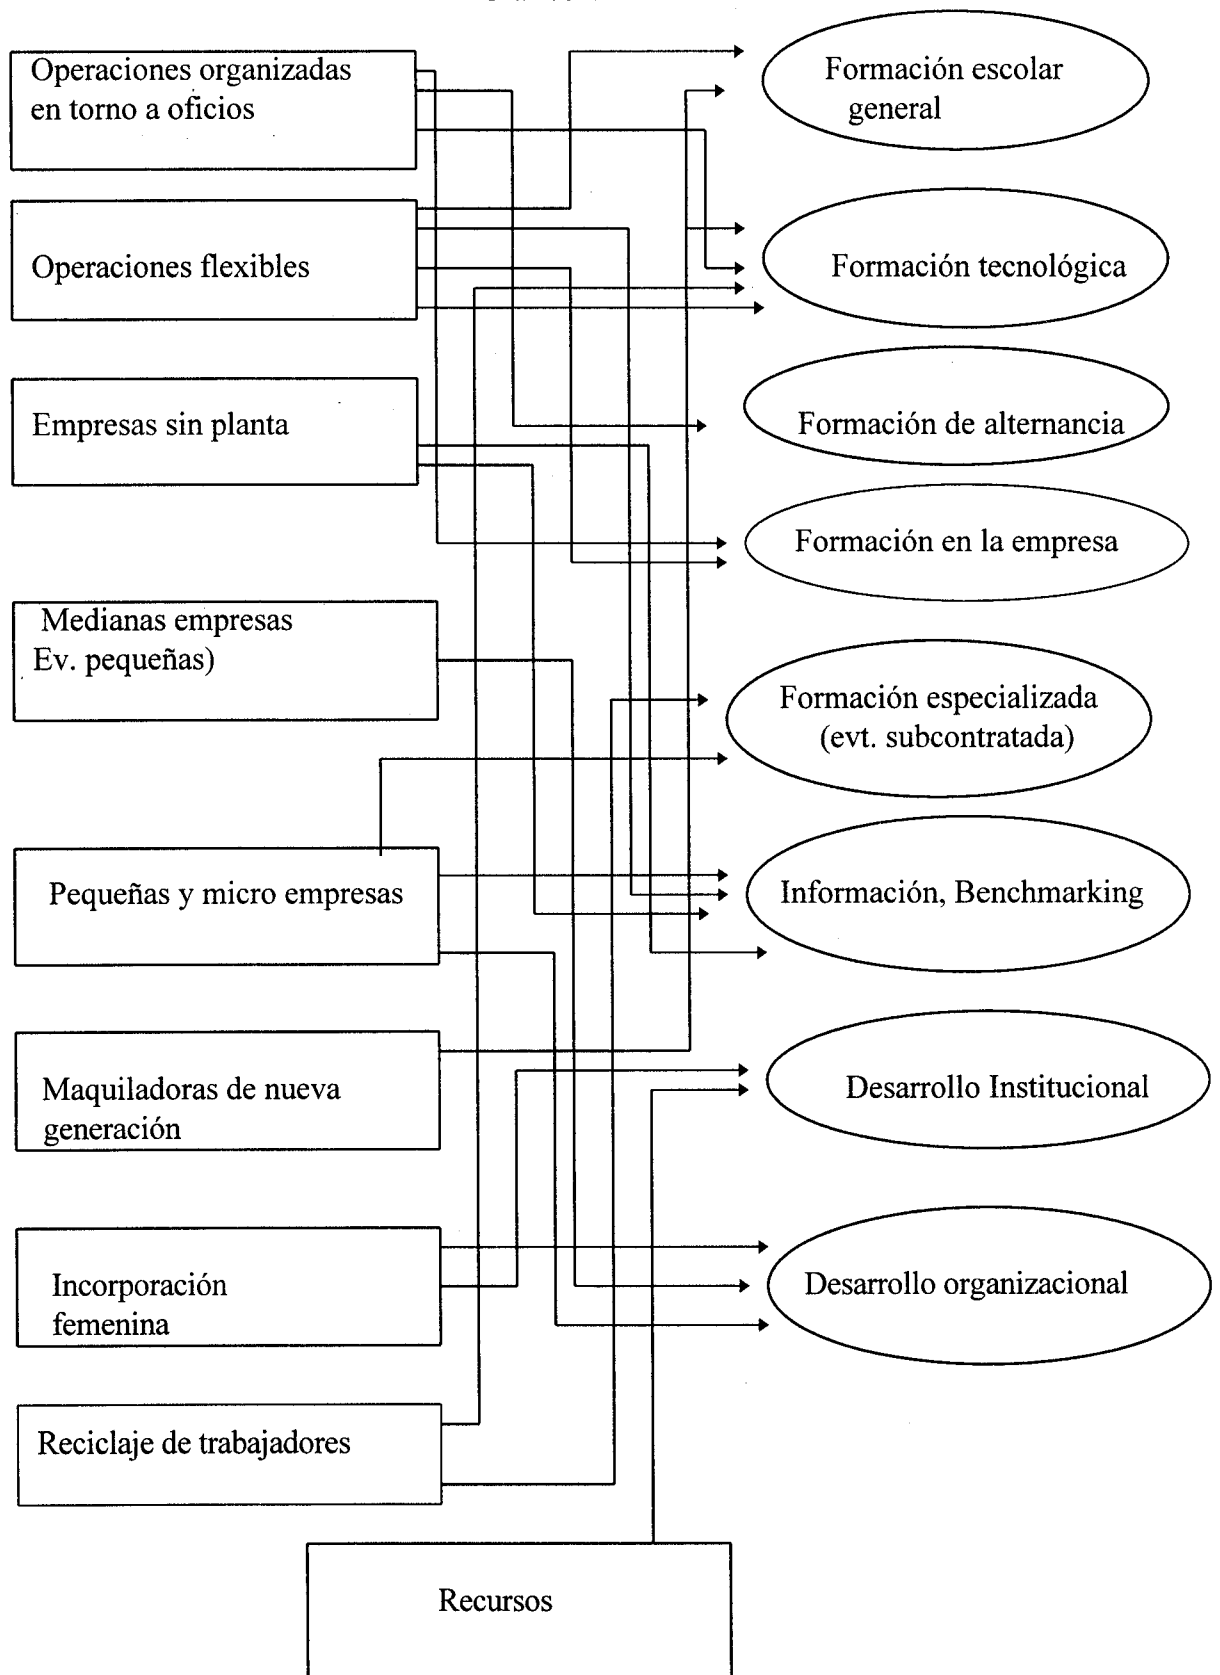 Operaciones organizadas
en torno a oficios
Operaciones flexibles
Empresas sin planta
Medianas empresas
Ev. pequeñas)
Pequeñas y micro empresas
Maquiladoras de nueva
generación
Incorporación
femenina
Reciclaje de trabajadores
Recursos
Formación escolar
general
Formación tecnológica
Formación de alternancia
Formación en la empresa
Formación especializada
(evt. subcontratada)
Información, Benchmarking
Desarrollo Institucional
Desarrollo organizacional